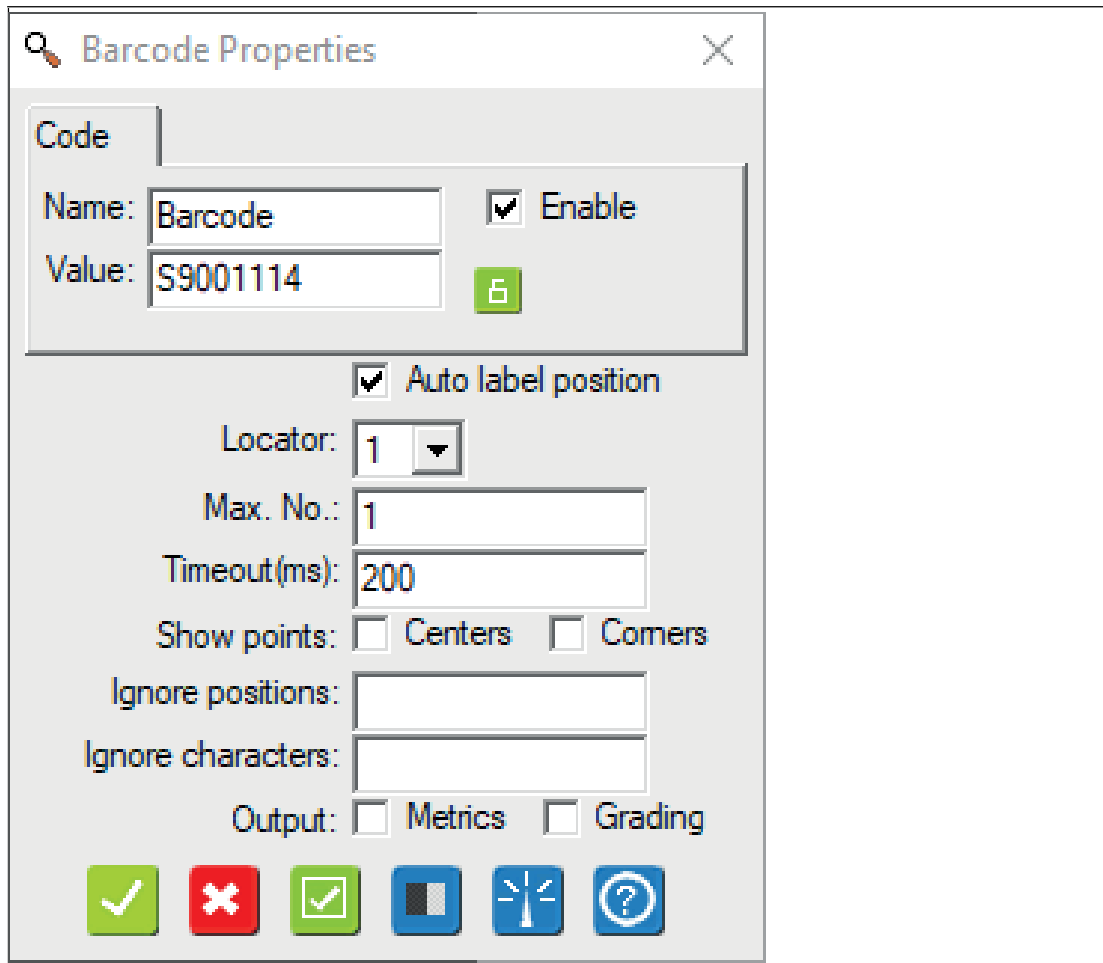 Barcode Properties
Code
Name: Barcode Enable
Value: S9001114
Auto label position
Locator: 1
Max. No.: 1
Timeout(ms): 200
Show points: Centers Corners
Ignore positions:
Ignore characters:
Output: Metrics Grading
?